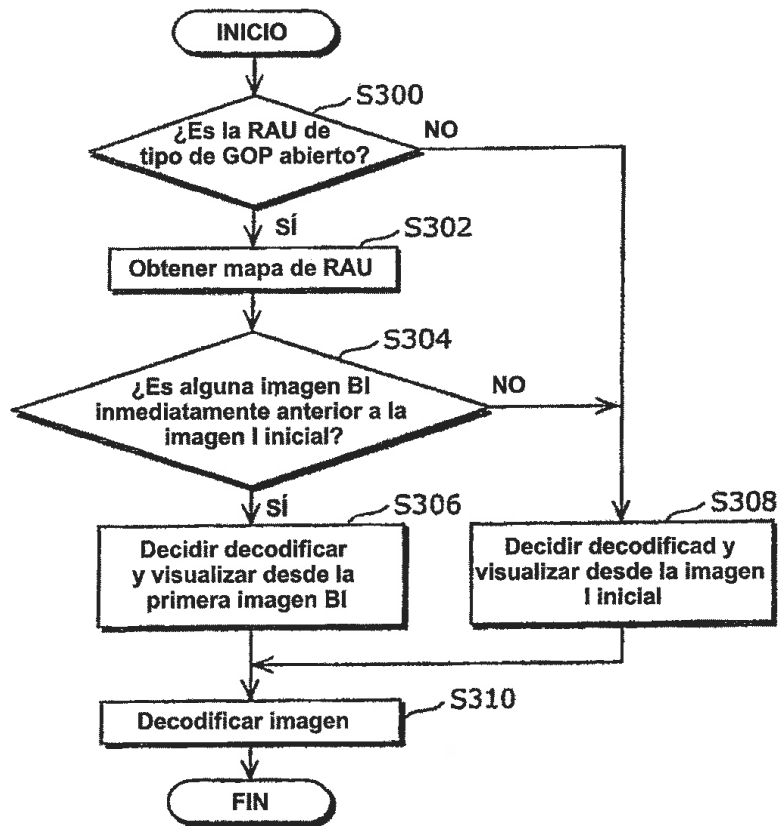 INICIO
S300
¿Es la RAU de
tipo de GOP abierto?
NO
SÍ
S302
Obtener mapa de RAU
S304
¿Es alguna imagen BI
inmediatamente anterior a la
imagen I inicial?
NO
SÍ
S306
Decidir decodificar
y visualizar desde la
primera imagen BI
S308
Decidir decodificad y
visualizar desde la imagen
I inicial
S310
Decodificar imagen
FIN